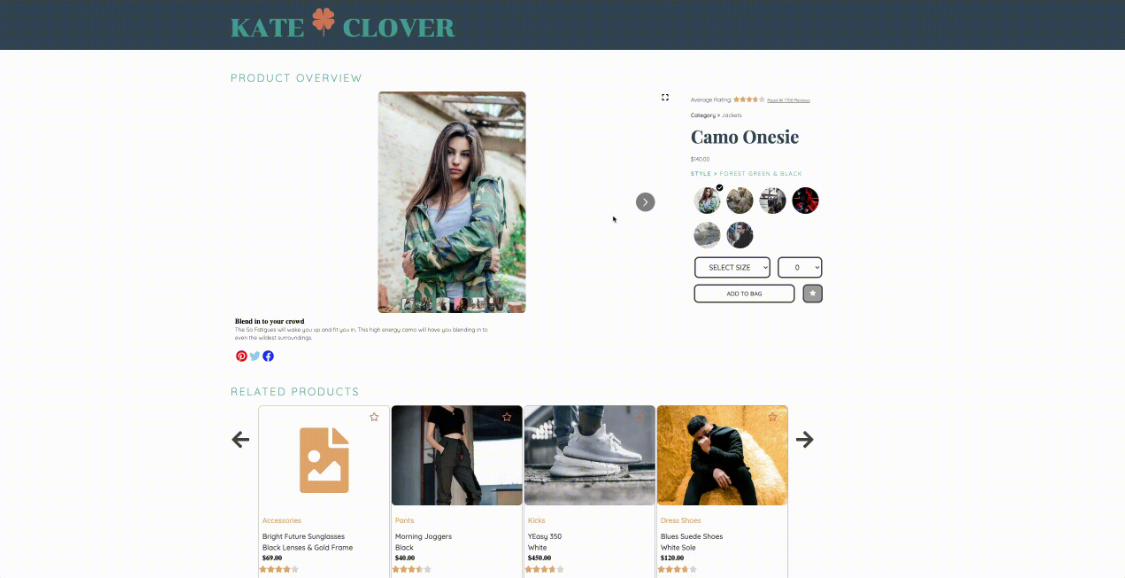 KATE CLOVER
PRODUCT OVERVIEW
Average Rating: Read All 1700 Reviews
Category > Jackets
Camo Onesie
$140.00
STYLE > FOREST GREEN & BLACK
SELECT SIZE 0
ADD TO BAG
Blend in to your crowd
The So Fatigues will wake you up and fit you in. This high energy camo will have you blending in to
even the wildest surroundings.
RELATED PRODUCTS
Accessories
Bright Future Sunglasses
Black Lenses & Gold Frame
$69.00
Pants
Morning Joggers
Black
$40.00
Kicks
YEasy 350
White
$450.00
Dress Shoes
Blues Suede Shoes
White Sole
$120.00